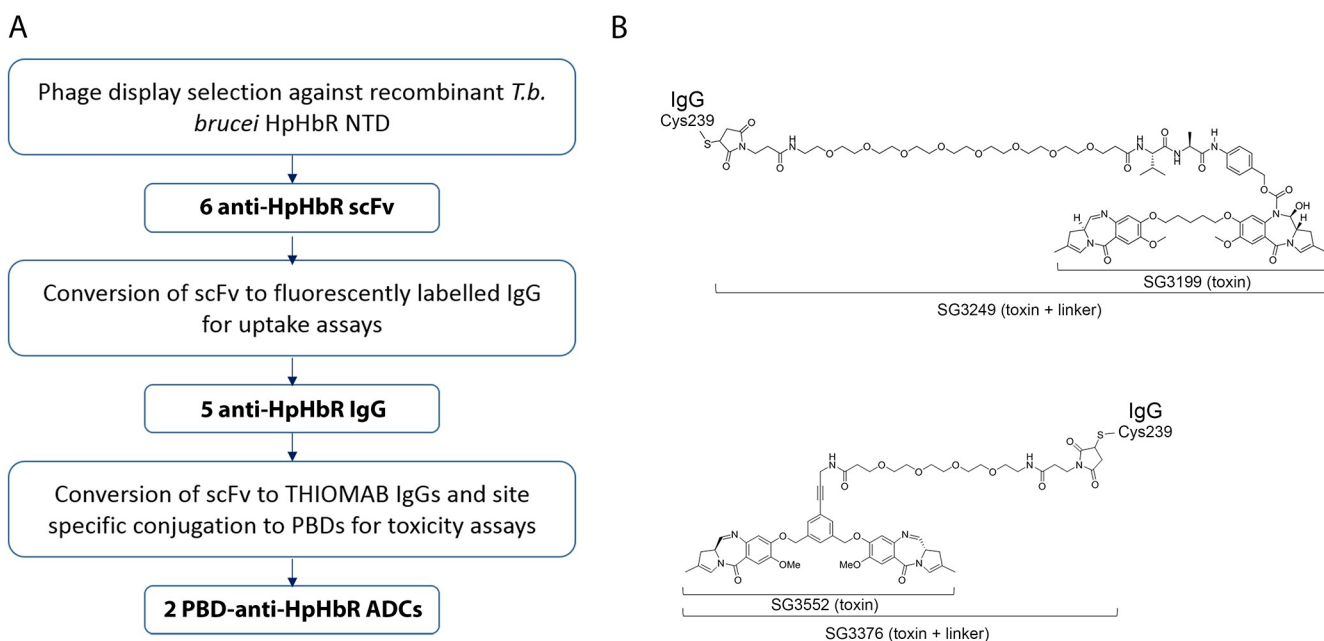 A
Phage display selection against recombinant T.b.
brucei HpHbR NTD
6 anti-HpHbR scFv
Conversion of scFv to fluorescently labelled IgG
for uptake assays
5 anti-HpHbR IgG
Conversion of scFv to THIOMAB IgGs and site
specific conjugation to PBDs for toxicity assays
2 PBD-anti-HpHbR ADCs
B
IgG
Cys239
S
O
N
O
O
H
N
O
O
O
O
O
O
O
O
O
H
N
O
N
H
O
H
N
O
O
O
N
OH
H
H
N
N
O
O
O
O
O
N
O
SG3199 (toxin)
SG3249 (toxin + linker)
IgG
Cys239
S
O
N
O
H
N
O
O
O
O
O
H
N
O
N
N
O
O
OMe
O
MeO
N
N
O
SG3552 (toxin)
SG3376 (toxin + linker)